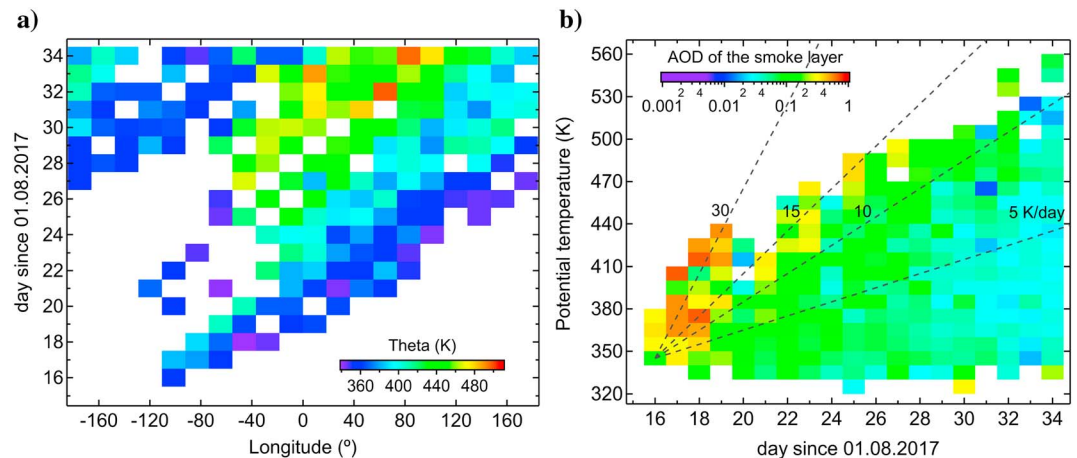 a)
34
32
30
28
26
24
22
20
18
16
day since 01.08.2017
Theta (K)
360 400 440 480
-160 -120 -80 -40 0 40 80 120 160
Longitude (º)
b)
560
530
500
470
440
410
380
350
320
Potential temperature (K)
AOD of the smoke layer
0.001 2 4 0.01 2 4 0.1 2 4 1
30 15 10 5 K/day
16 18 20 22 24 26 28 30 32 34
day since 01.08.2017